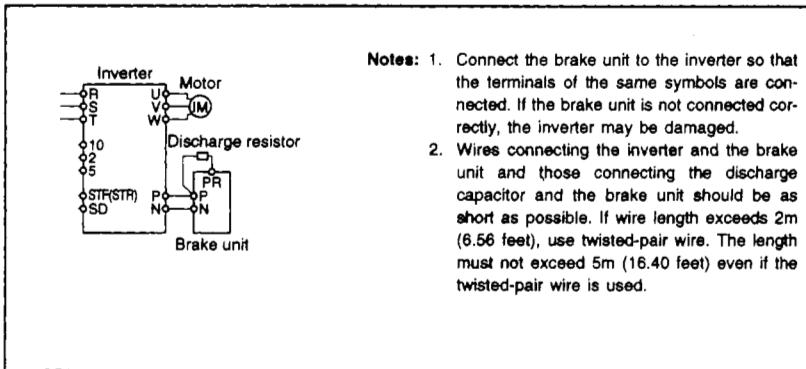 Inverter
Motor
R
S
T
U
V
W
IM
10
2
5
Discharge resistor
PR
STF(STR)
SD
P
N
P
N
Brake unit
Notes: 1. Connect the brake unit to the inverter so that
the terminals of the same symbols are con-
nected. If the brake unit is not connected cor-
rectly, the inverter may be damaged.
2. Wires connecting the inverter and the brake
unit and those connecting the discharge
capacitor and the brake unit should be as
short as possible. If wire length exceeds 2m
(6.56 feet), use twisted-pair wire. The length
must not exceed 5m (16.40 feet) even if the
twisted-pair wire is used.